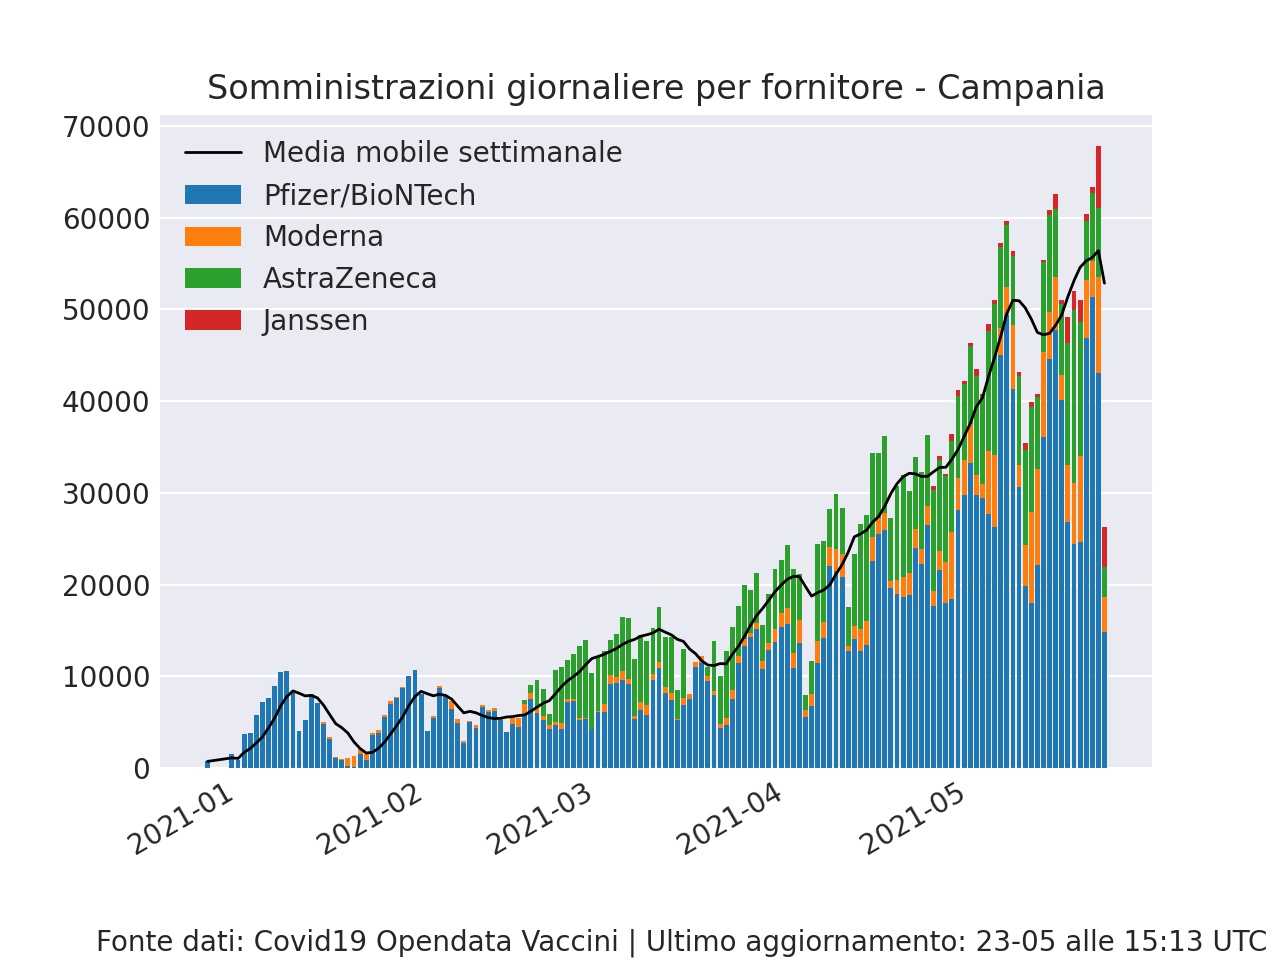 Somministrazioni giornaliere per fornitore - Campania
70000
60000
50000
40000
30000
20000
10000
0
Media mobile settimanale
Pfizer/BioNTech
Moderna
AstraZeneca
Janssen
2021-01
2021-02
2021-03
2021-04
2021-05
Fonte dati: Covid19 Opendata Vaccini | Ultimo aggiornamento: 23-05 alle 15:13 UTC